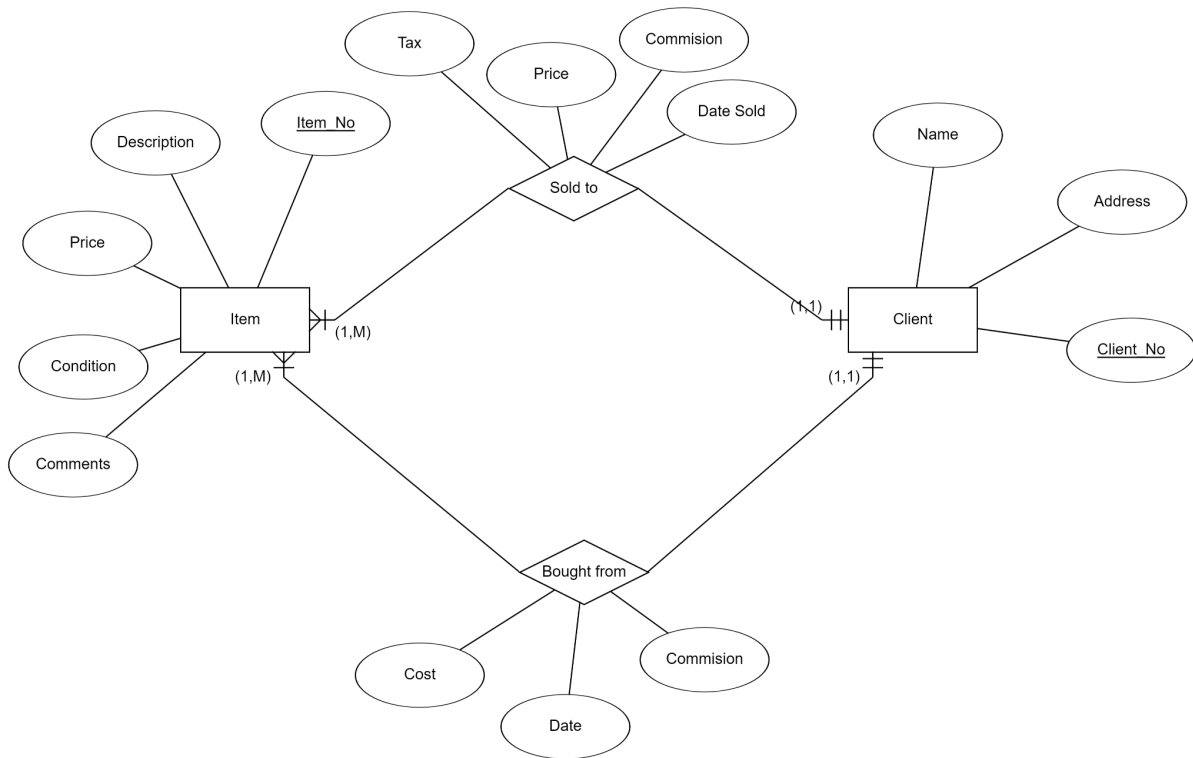 Commision
Tax
Price
Date Sold
Item_No
Name
Description
Sold to
Address
Price
(1,1)
Item
Client
(1,M)
Client_No
Condition
(1,M)
(1,1)
Comments
Bought from
Commision
Cost
Date